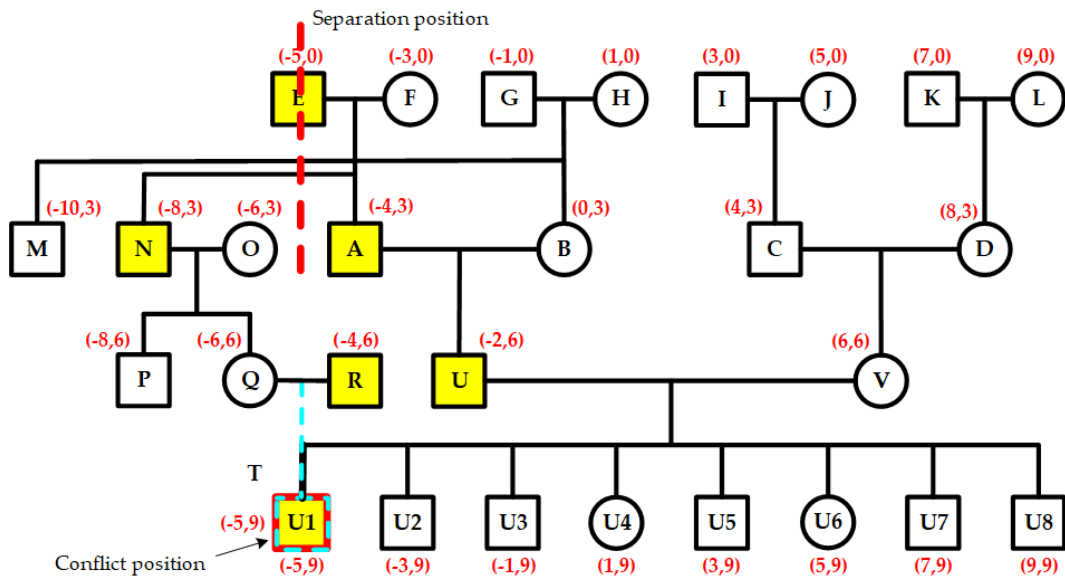 Separation position
(-5,0) (-3,0) (-1,0) (1,0) (3,0) (5,0) (7,0) (9,0)
E F G H I J K L
(-10,3) (-8,3) (-6,3) (-4,3) (0,3) (4,3) (8,3)
M N O A B C D
(-8,6) (-6,6) (-4,6) (-2,6) (6,6)
P Q R U V
T
U1 U2 U3 U4 U5 U6 U7 U8
(-5,9)
Conflict position
(-5,9) (-3,9) (-1,9) (1,9) (3,9) (5,9) (7,9) (9,9)